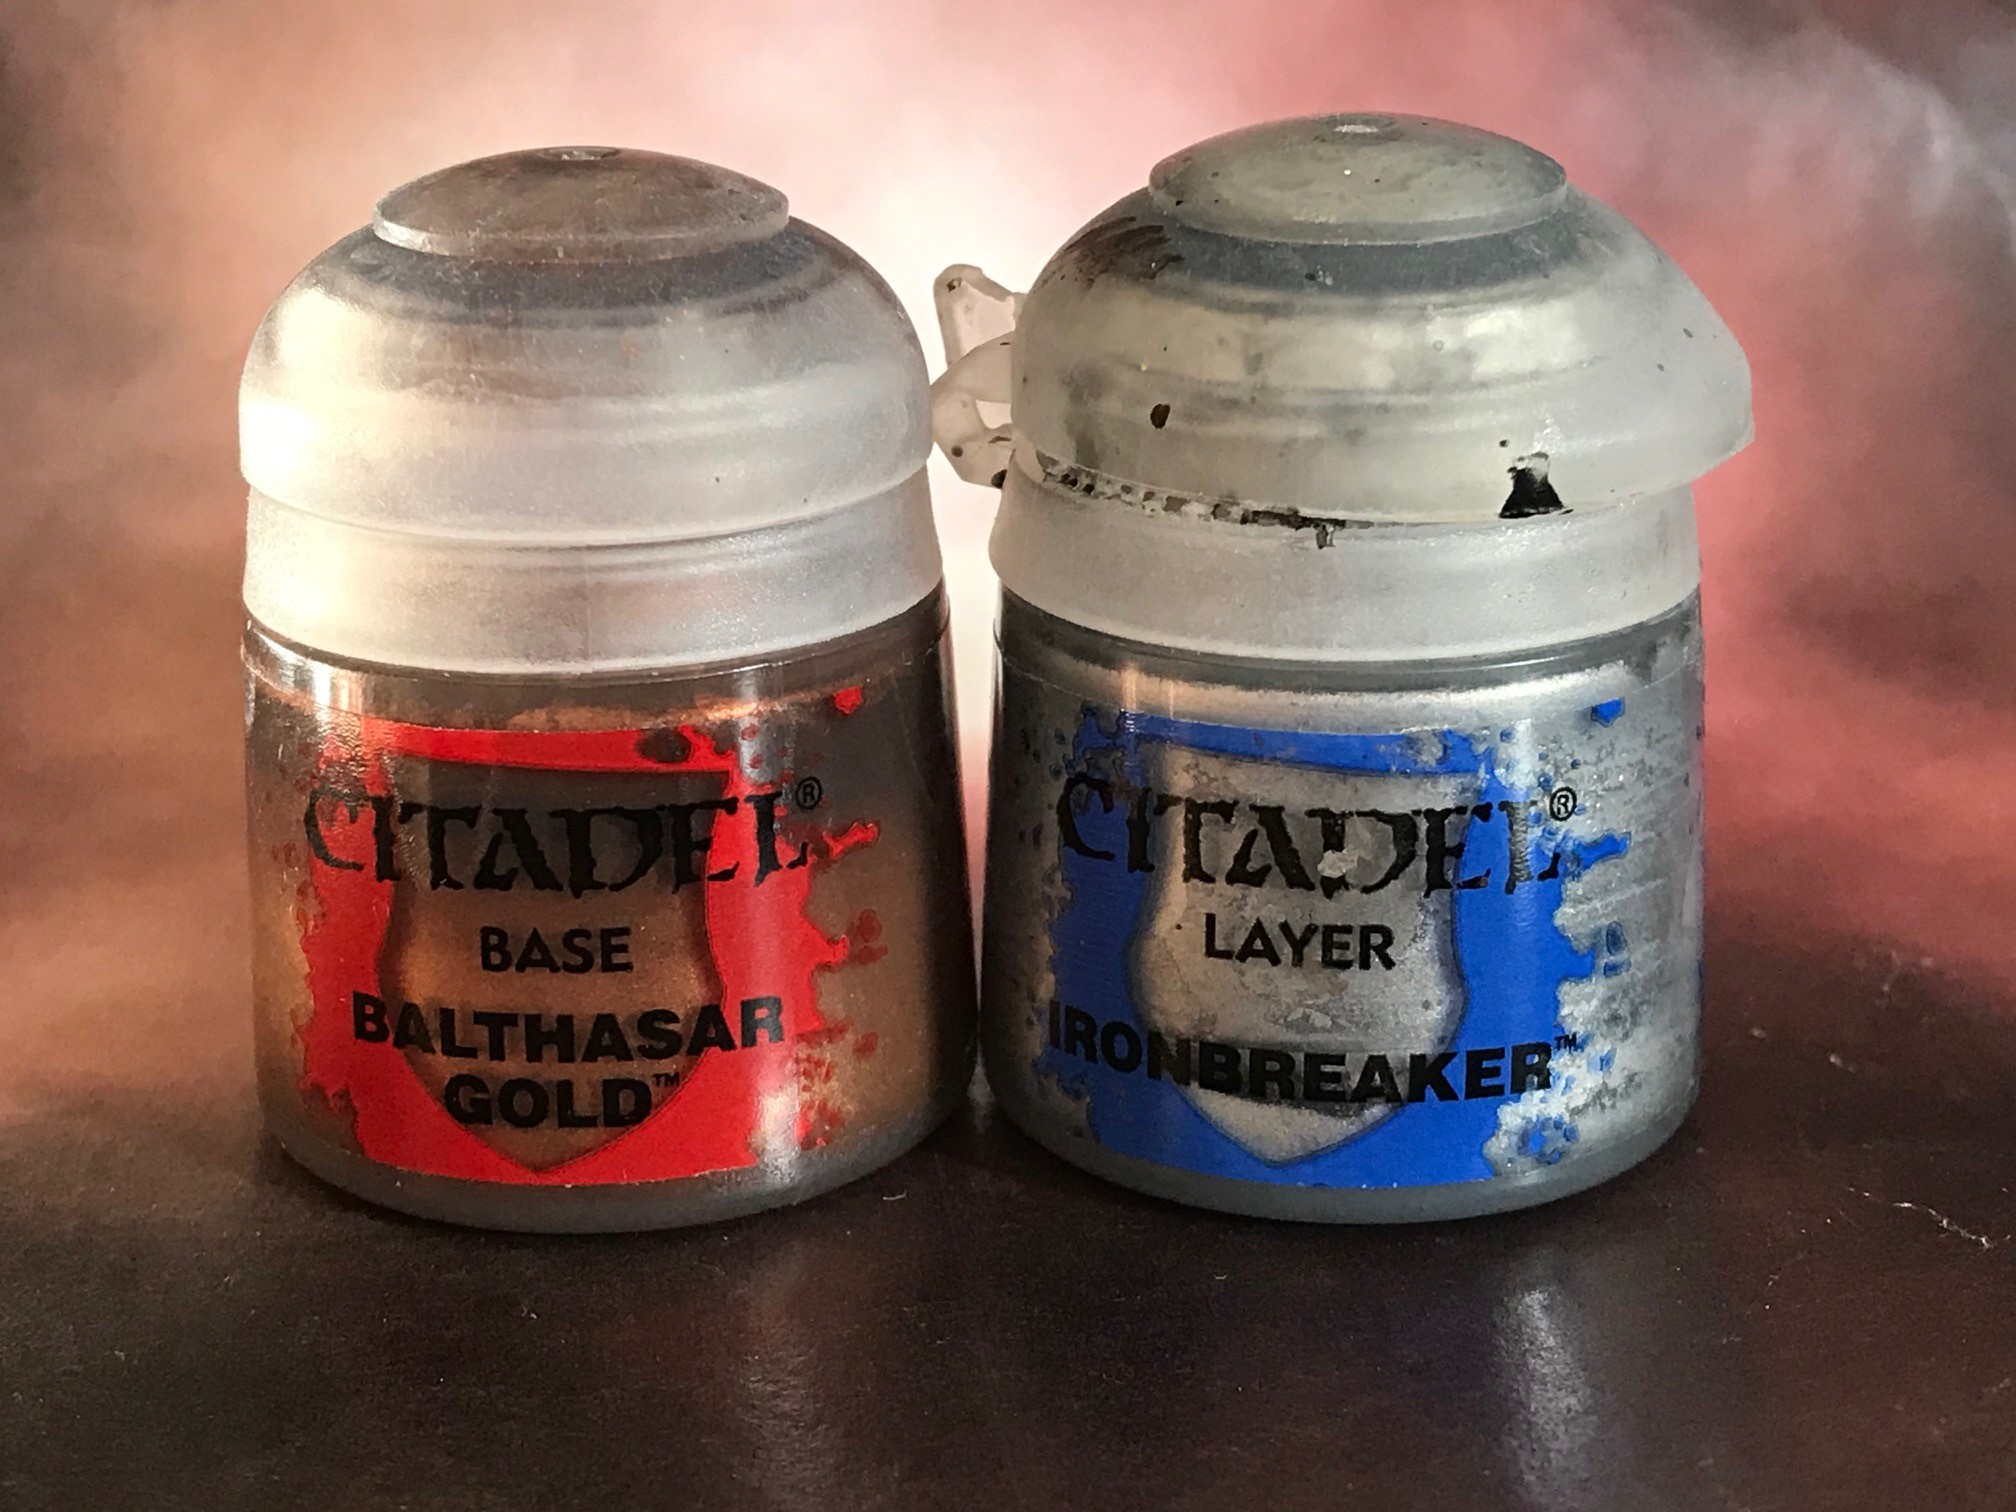 CITADEL®
BASE
BALTHASAR
GOLD™
CITADEL®
LAYER
IRONBREAKER™